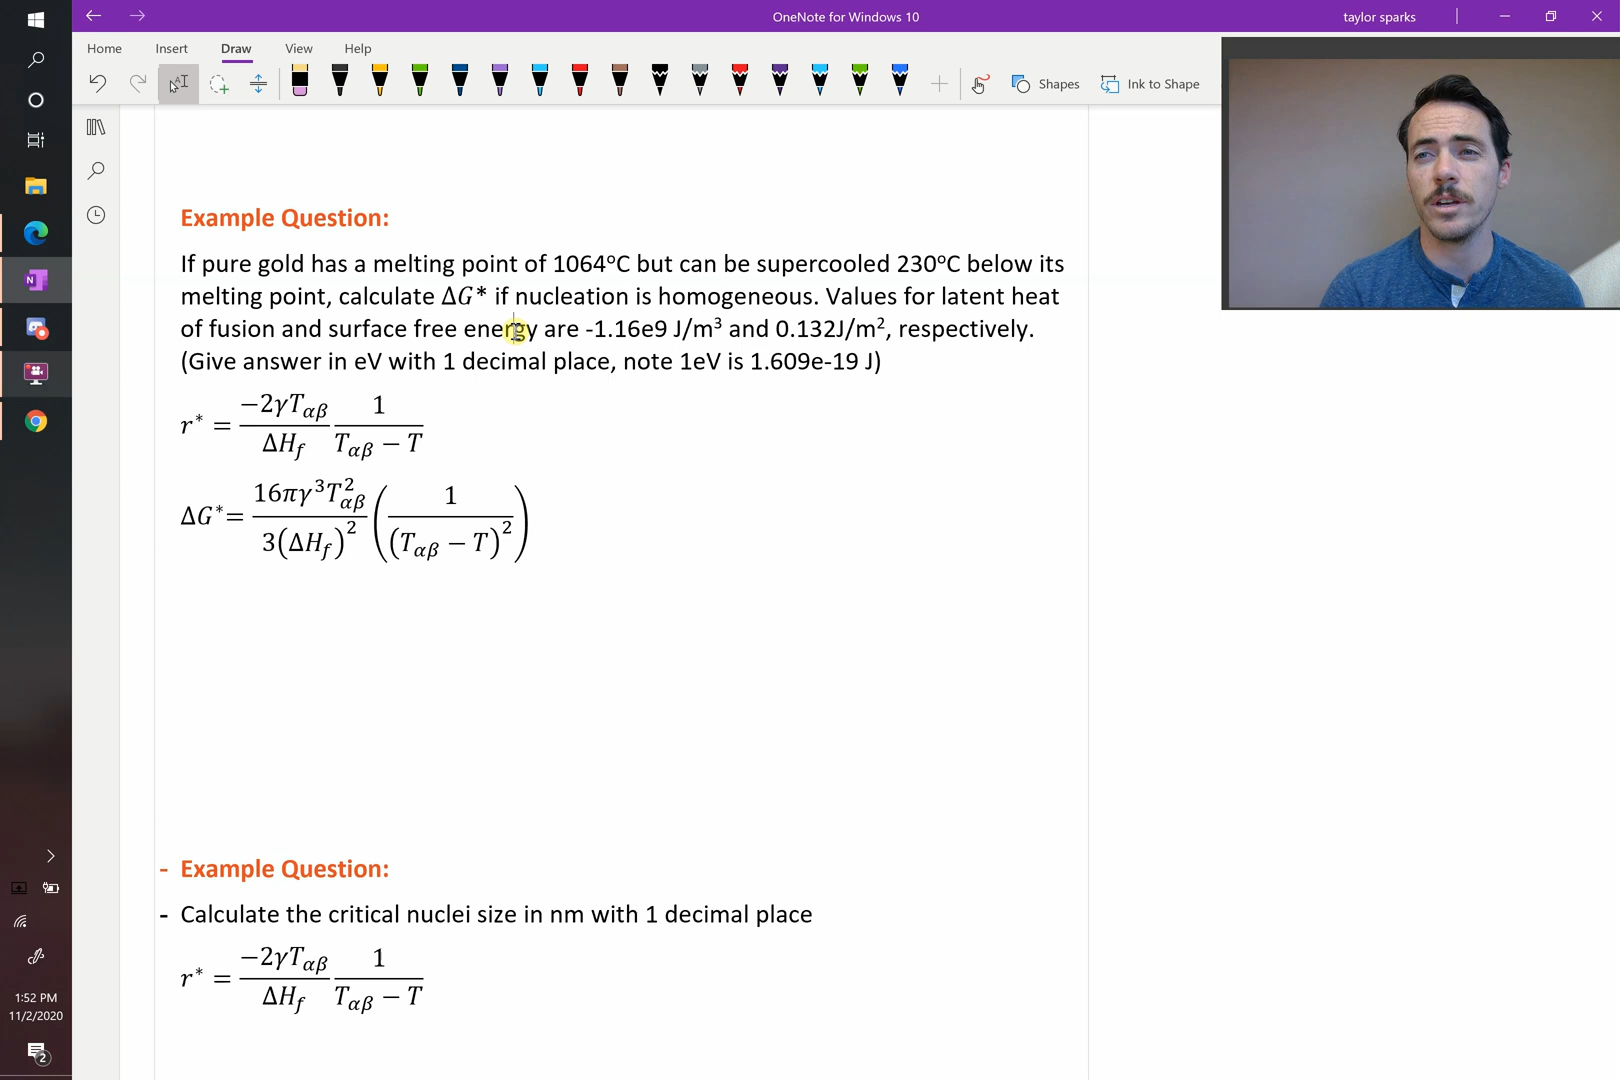 OneNote for Windows 10
taylor sparks
Home Insert Draw View Help
Shapes
Ink to Shape
Example Question:
If pure gold has a melting point of 1064°C but can be supercooled 230°C below its
melting point, calculate ΔG* if nucleation is homogeneous. Values for latent heat
of fusion and surface free energy are -1.16e9 J/m³ and 0.132J/m², respectively.
(Give answer in eV with 1 decimal place, note 1eV is 1.609e-19 J)
r* = (−2γTαβ / ΔHf) (1 / (Tαβ − T))
ΔG* = (16πγ³T²αβ / 3(ΔHf)²) (1 / (Tαβ − T)²)
- Example Question:
- Calculate the critical nuclei size in nm with 1 decimal place
r* = (−2γTαβ / ΔHf) (1 / (Tαβ − T))
1:52 PM
11/2/2020
2